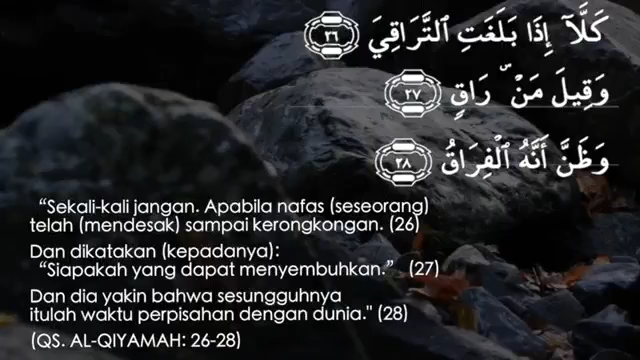 كَلَّآ إِذَا بَلَغَتِ ٱلتَّرَاقِيَ ٢٦
وَقِيلَ مَنْ ۜ رَاقٍ ٢٧
وَظَنَّ أَنَّهُ ٱلْفِرَاقُ ٢٨
“Sekali-kali jangan. Apabila nafas (seseorang)
telah (mendesak) sampai kerongkongan. (26)
Dan dikatakan (kepadanya):
“Siapakah yang dapat menyembuhkan.” (27)
Dan dia yakin bahwa sesungguhnya
itulah waktu perpisahan dengan dunia." (28)
(QS. AL-QIYAMAH: 26-28)